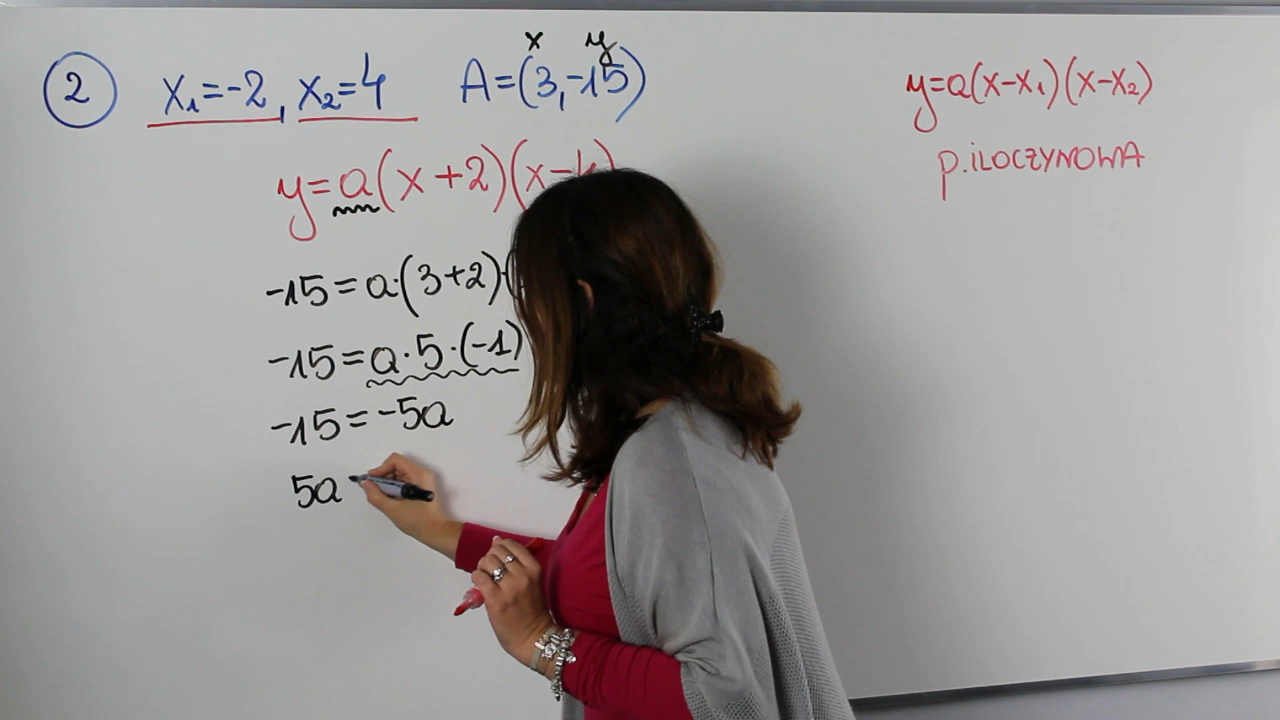 2 x₁=-2, x₂=4 A=(3,-15)
x y
y=a(x-x₁)(x-x₂)
p.ILOCZYNOWA
y=a(x+2)(x-4)
-15=a·(3+2)·(
-15=a·5·(-1)
-15=-5a
5a